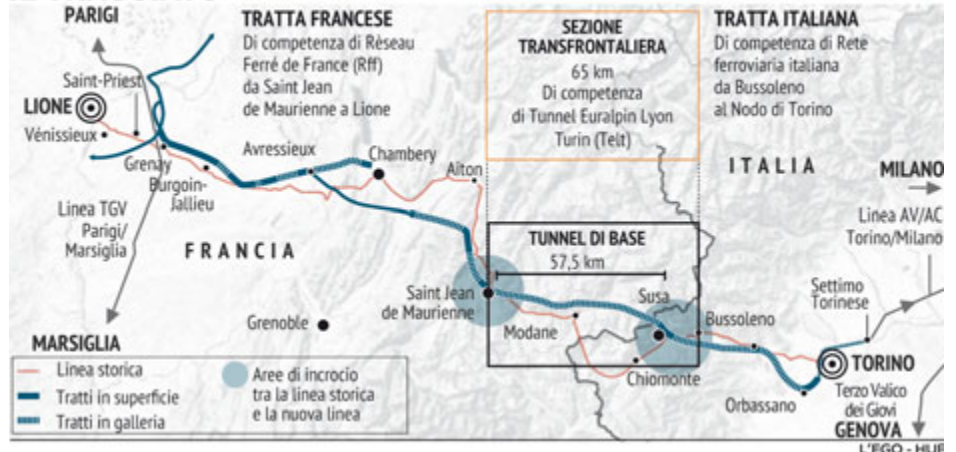 PARIGI
TRATTA FRANCESE
Di competenza di Rèseau
Ferré de France (Rff)
da Saint Jean
de Maurienne a Lione
SEZIONE
TRANSFRONTALIERA
65 km
Di competenza
di Tunnel Euralpin Lyon
Turin (Telt)
TRATTA ITALIANA
Di competenza di Rete
ferroviaria italiana
da Bussoleno
al Nodo di Torino
Saint-Priest
LIONE
Vénissieux
Grenay
Burgoin-
Jallieu
Avressieux
Chambery
Aiton
ITALIA
MILANO
Linea TGV
Parigi/
Marsiglia
FRANCIA
Linea AV/AC
Torino/Milano
TUNNEL DI BASE
57,5 km
Saint Jean
de Maurienne
Modane
Susa
Bussoleno
Chiomonte
Settimo
Torinese
Grenoble
MARSIGLIA
TORINO
Orbassano
Terzo Valico
dei Giovi
GENOVA
Linea storica
Tratti in superficie
Tratti in galleria
Aree di incrocio
tra la linea storica
e la nuova linea
L'EGO - HUB